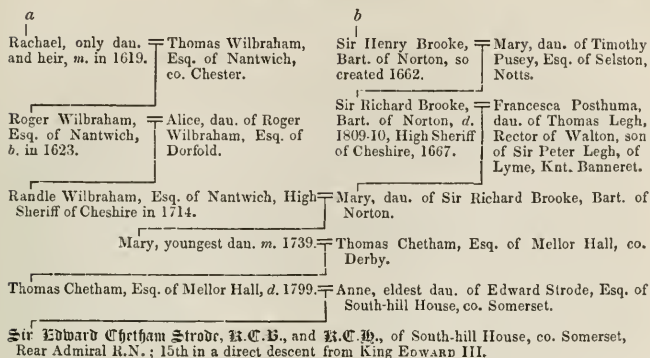 a
Rachael, only dau.
and heir, m. in 1619.
Thomas Wilbraham,
Esq. of Nantwich,
co. Chester.
b
Sir Henry Brooke,
Bart. of Norton, so
created 1662.
Mary, dau. of Timothy
Pusey, Esq. of Selston,
Notts.
Roger Wilbraham,
Esq. of Nantwich,
b. in 1623.
Alice, dau. of Roger
Wilbraham, Esq. of
Dorfold.
Sir Richard Brooke,
Bart. of Norton, d.
1809-10, High Sheriff
of Cheshire, 1667.
Francesca Posthuma,
dau. of Thomas Legh,
Rector of Walton, son
of Sir Peter Legh, of
Lyme, Knt. Banneret.
Randle Wilbraham, Esq. of Nantwich, High
Sheriff of Cheshire in 1714.
Mary, dau. of Sir Richard Brooke, Bart. of
Norton.
Mary, youngest dau. m. 1739.
Thomas Chetham, Esq. of Mellor Hall, co.
Derby.
Thomas Chetham, Esq. of Mellor Hall, d. 1799.
Anne, eldest dau. of Edward Strode, Esq. of
South-hill House, co. Somerset.
Sir Edward Chetham Strode, K.C.B., and K.C.H., of South-hill House, co. Somerset,
Rear Admiral R.N.; 15th in a direct descent from King EDWARD III.